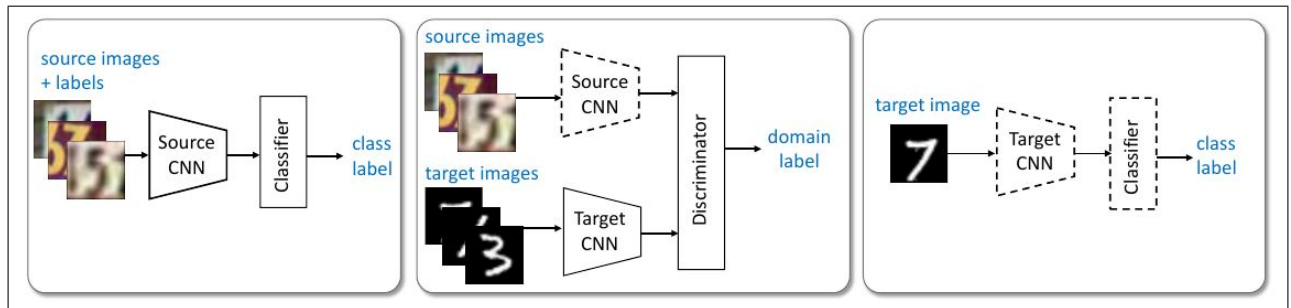 source images
+ labels
Source
CNN
Classifier
class
label
source images
Source
CNN
target images
Target
CNN
Discriminator
domain
label
target image
7
Target
CNN
Classifier
class
label